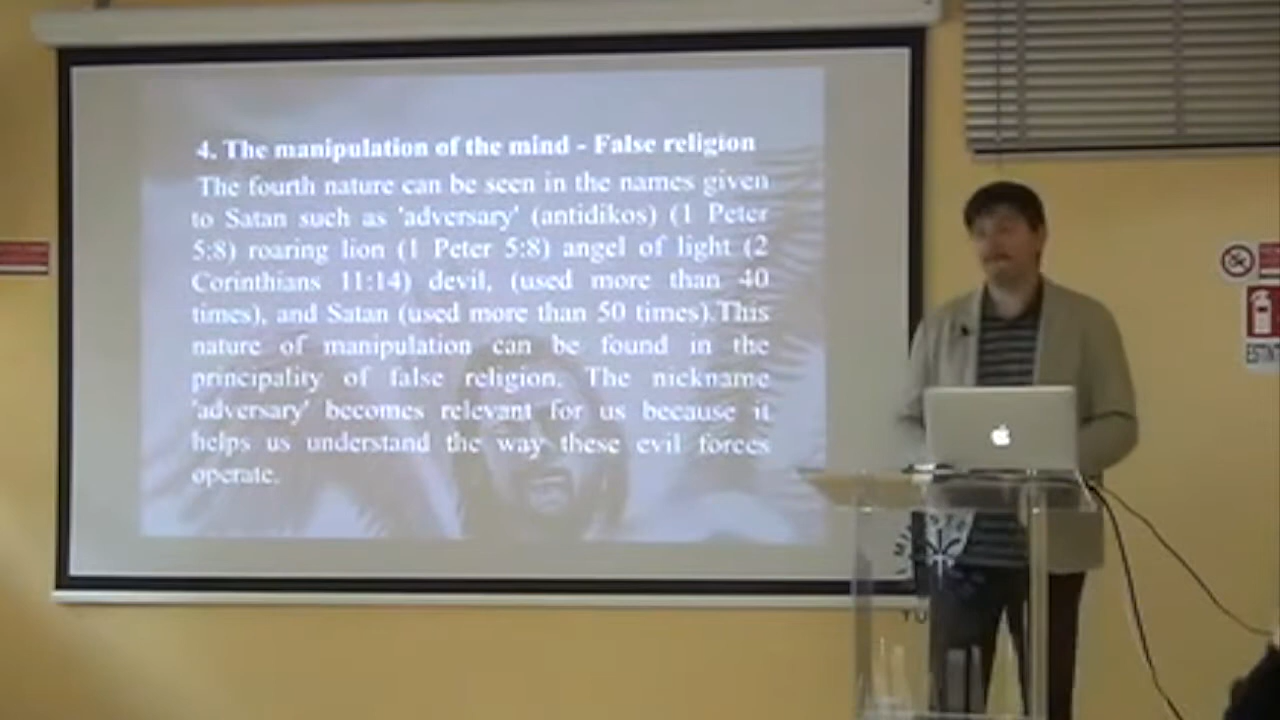 4. The manipulation of the mind - False religion
The fourth nature can be seen in the names given
to Satan such as 'adversary' (antidikos) (1 Peter
5:8) roaring lion (1 Peter 5:8) angel of light (2
Corinthians 11:14) devil, (used more than 40
times), and Satan (used more than 50 times).This
nature of manipulation can be found in the
principality of false religion. The nickname
'adversary' becomes relevant for us because it
helps us understand the way these evil forces
operate.
ESTINT